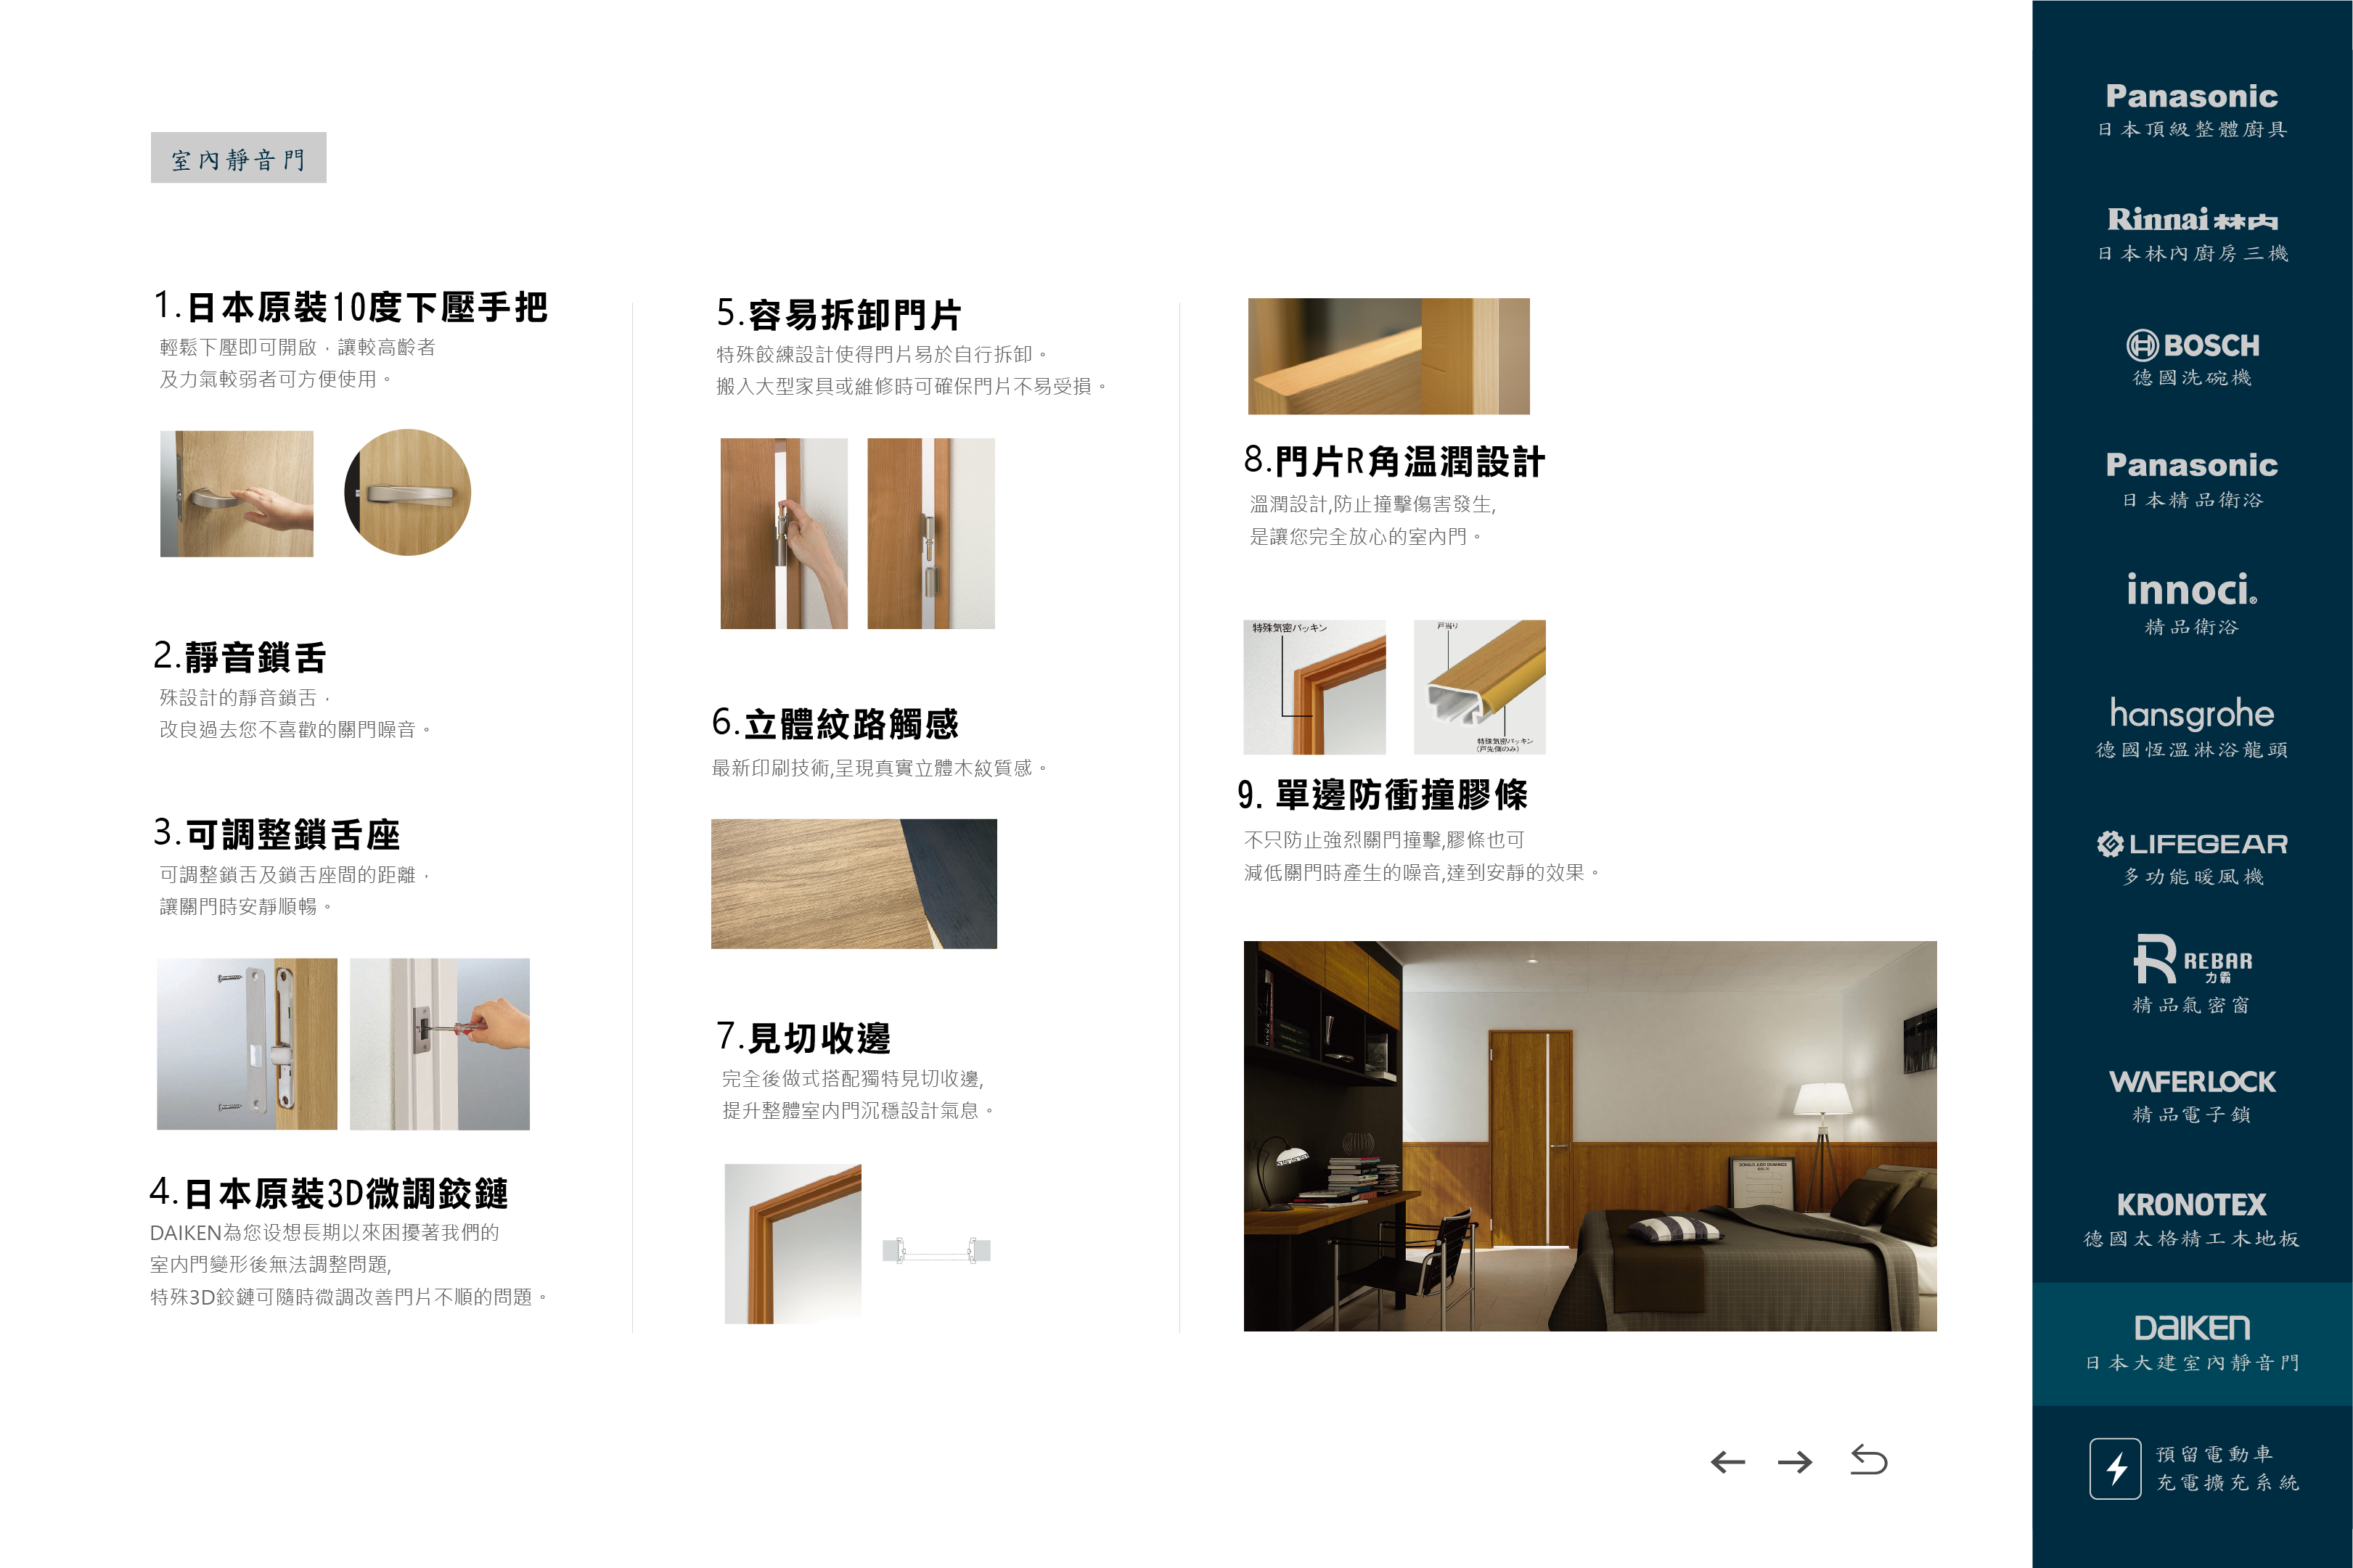 室內靜音門
1.日本原裝10度下壓手把
輕鬆下壓即可開啟，讓較高齡者
及力氣較弱者可方便使用。
2.靜音鎖舌
殊設計的靜音鎖舌，
改良過去您不喜歡的關門噪音。
3.可調整鎖舌座
可調整鎖舌及鎖舌座間的距離，
讓關門時安靜順暢。
4.日本原裝3D微調鉸鏈
DAIKEN為您设想長期以來困擾著我們的
室內門變形後無法調整問題,
特殊3D鉸鏈可隨時微調改善門片不順的問題。
5.容易拆卸門片
特殊餃練設計使得門片易於自行拆卸。
搬入大型家具或維修時可確保門片不易受損。
6.立體紋路觸感
最新印刷技術,呈現真實立體木紋質感。
7.見切收邊
完全後做式搭配獨特見切收邊,
提升整體室內門沉穩設計氣息。
8.門片R角温潤設計
溫潤設計,防止撞擊傷害發生,
是讓您完全放心的室內門。
特殊気密パッキン
戸当り
特殊気密パッキン
(戸先側のみ)
9.單邊防衝撞膠條
不只防止強烈關門撞擊,膠條也可
減低關門時產生的噪音,達到安靜的效果。
DONALD JUDD DRAWINGS
Panasonic
日本頂級整體廚具
Rinnai 林内
日本林內廚房三機
BOSCH
德國洗碗機
Panasonic
日本精品衛浴
innoci®
精品衛浴
hansgrohe
德國恆溫淋浴龍頭
LIFEGEAR
多功能暖風機
REBAR
力霸
精品氣密窗
WAFERLOCK
精品電子鎖
KRONOTEX
德國太格精工木地板
DAIKEN
日本大建室內靜音門
預留電動車
充電擴充系統